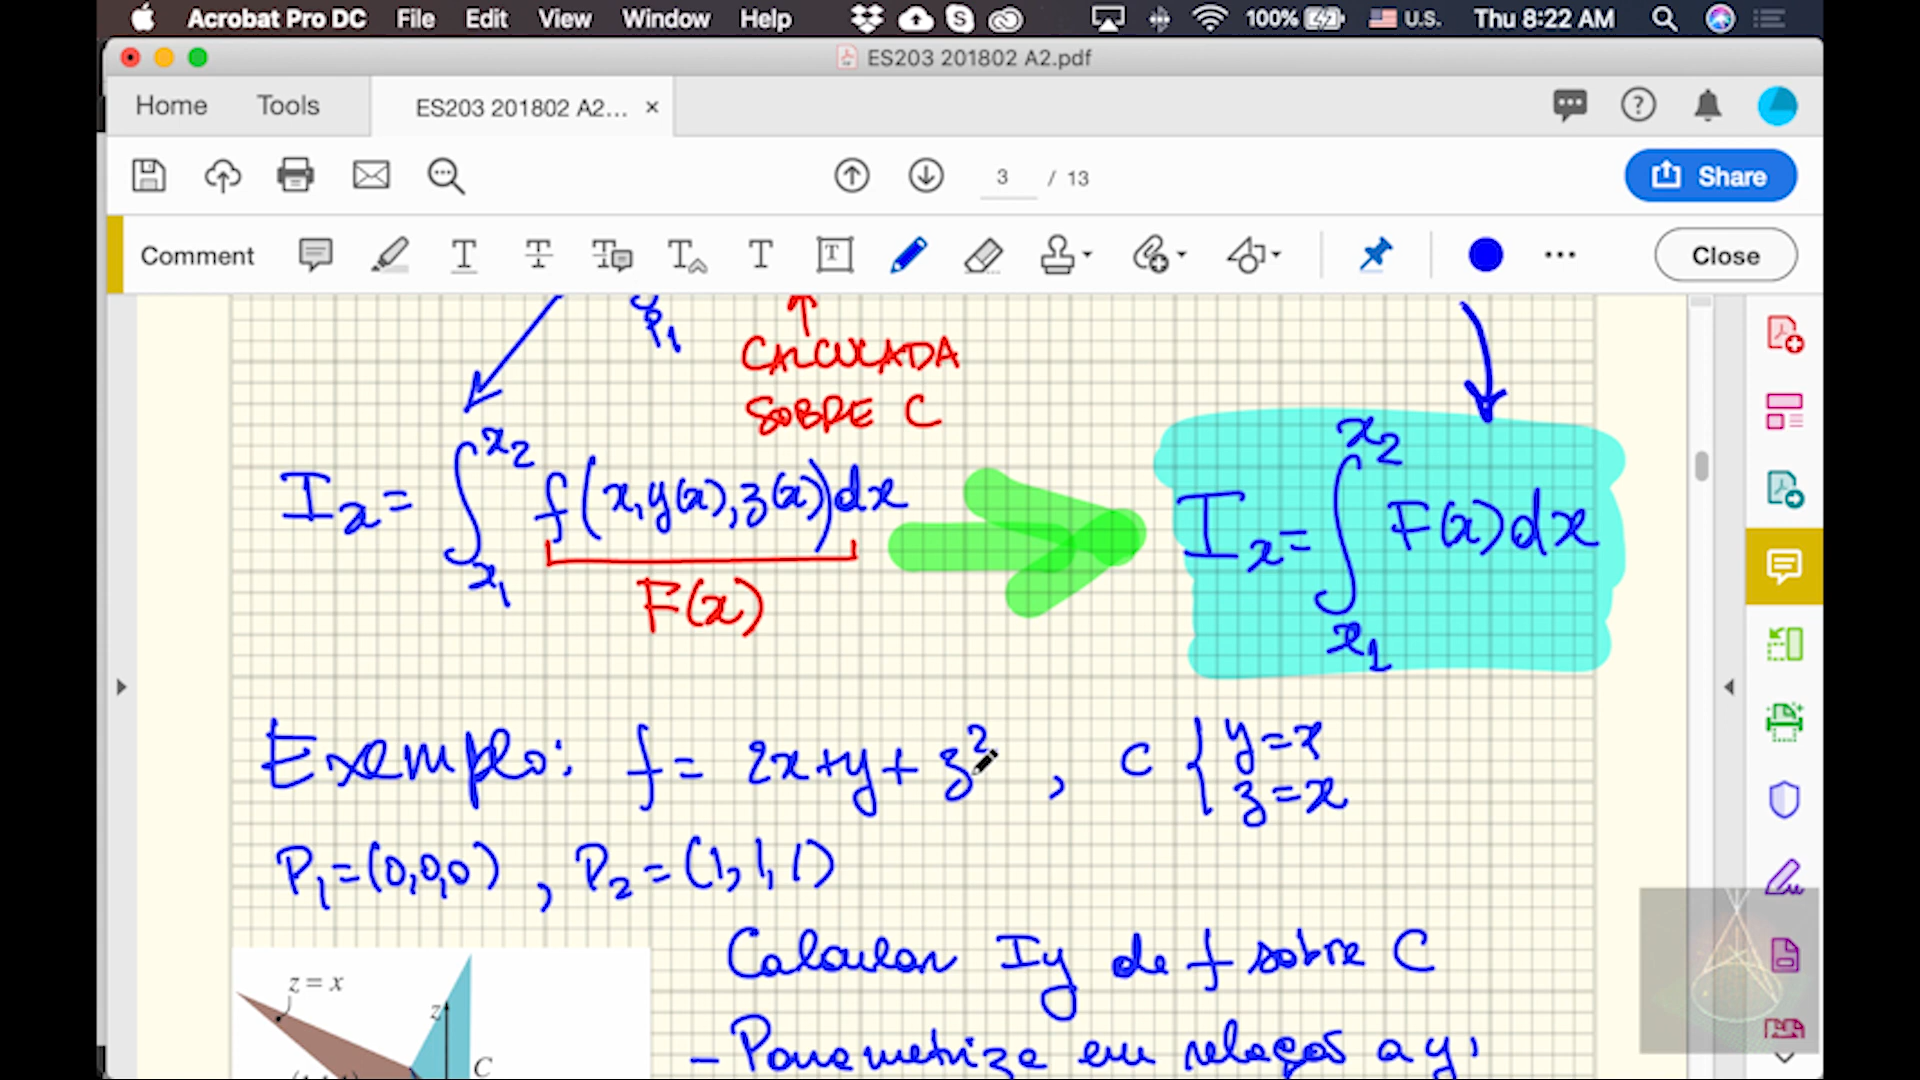 Acrobat Pro DC File Edit View Window Help 100% U.S. Thu 8:22 AM
ES203 201802 A2.pdf
Home Tools ES203 201802 A2... ×
3 / 13 Share
Comment Close
P1
CALCULADA
SOBRE C
Ix = ∫x1x2 f(x,y(x),z(x))dx
F(x)
Ix = ∫x1x2 F(x)dx
Exemplo: f = 2x+y+z², C { y=x
z=x
P1=(0,0,0), P2=(1,1,1)
Calcular Iy de f sobre C
z = x
z
C
- Parametriza em relação a y: